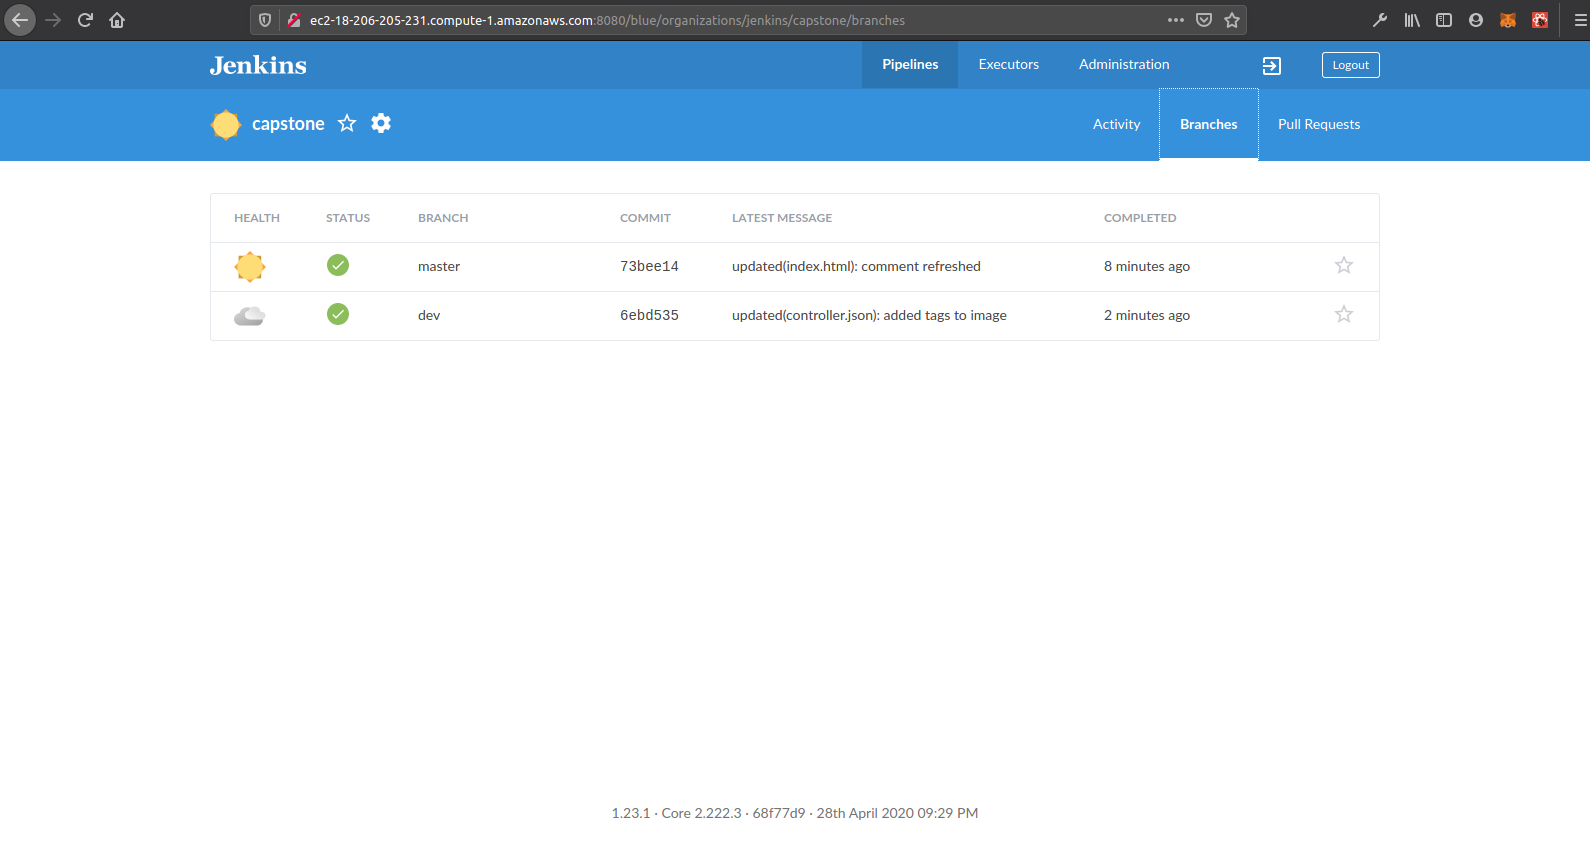 ec2-18-206-205-231.compute-1.amazonaws.com:8080/blue/organizations/jenkins/capstone/branches
Jenkins Pipelines Executors Administration Logout
capstone Activity Branches Pull Requests
HEALTH STATUS BRANCH COMMIT LATEST MESSAGE COMPLETED
master 73bee14 updated(index.html): comment refreshed 8 minutes ago
dev 6ebd535 updated(controller.json): added tags to image 2 minutes ago
1.23.1 · Core 2.222.3 · 68f77d9 · 28th April 2020 09:29 PM